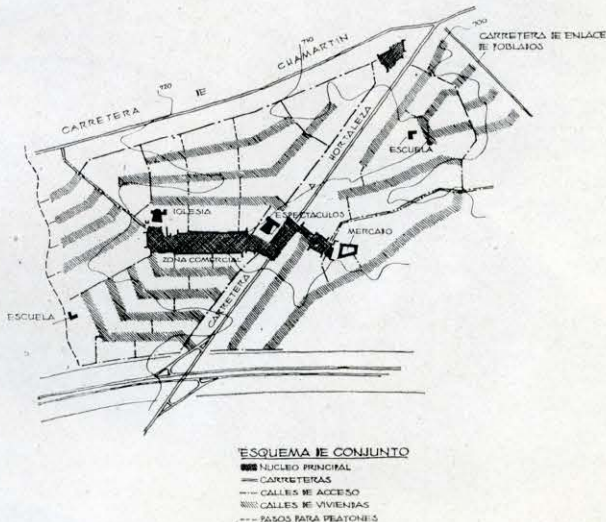 700
710
720
CARRETERA DE ENLACE
DE POBLADOS
CARRETERA DE CHAMARTIN
HORTALEZA
ESCUELA
IGLESIA
ESPECTACULOS
MERCADO
ZONA COMERCIAL
CARRETERA
ESCUELA
ESQUEMA DE CONJUNTO
NUCLEO PRINCIPAL
CARRETERAS
CALLES DE ACCESO
CALLES DE VIVIENDAS
PASOS PARA PEATONES